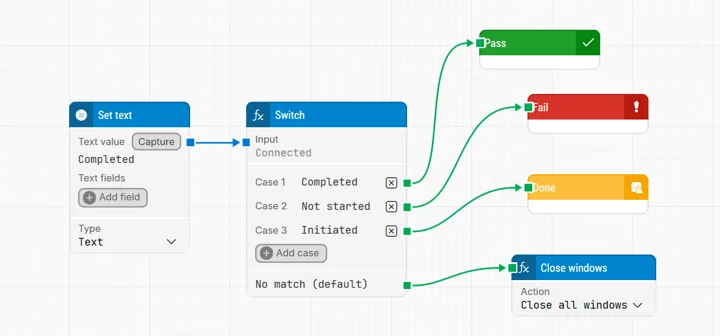 Set text
Text value
Capture
Completed
Text fields
Add field
Type
Text
fx
Switch
Input
Connected
Case 1 Completed
Case 2 Not started
Case 3 Initiated
Add case
No match (default)
Pass
Fail
Done
fx
Close windows
Action
Close all windows